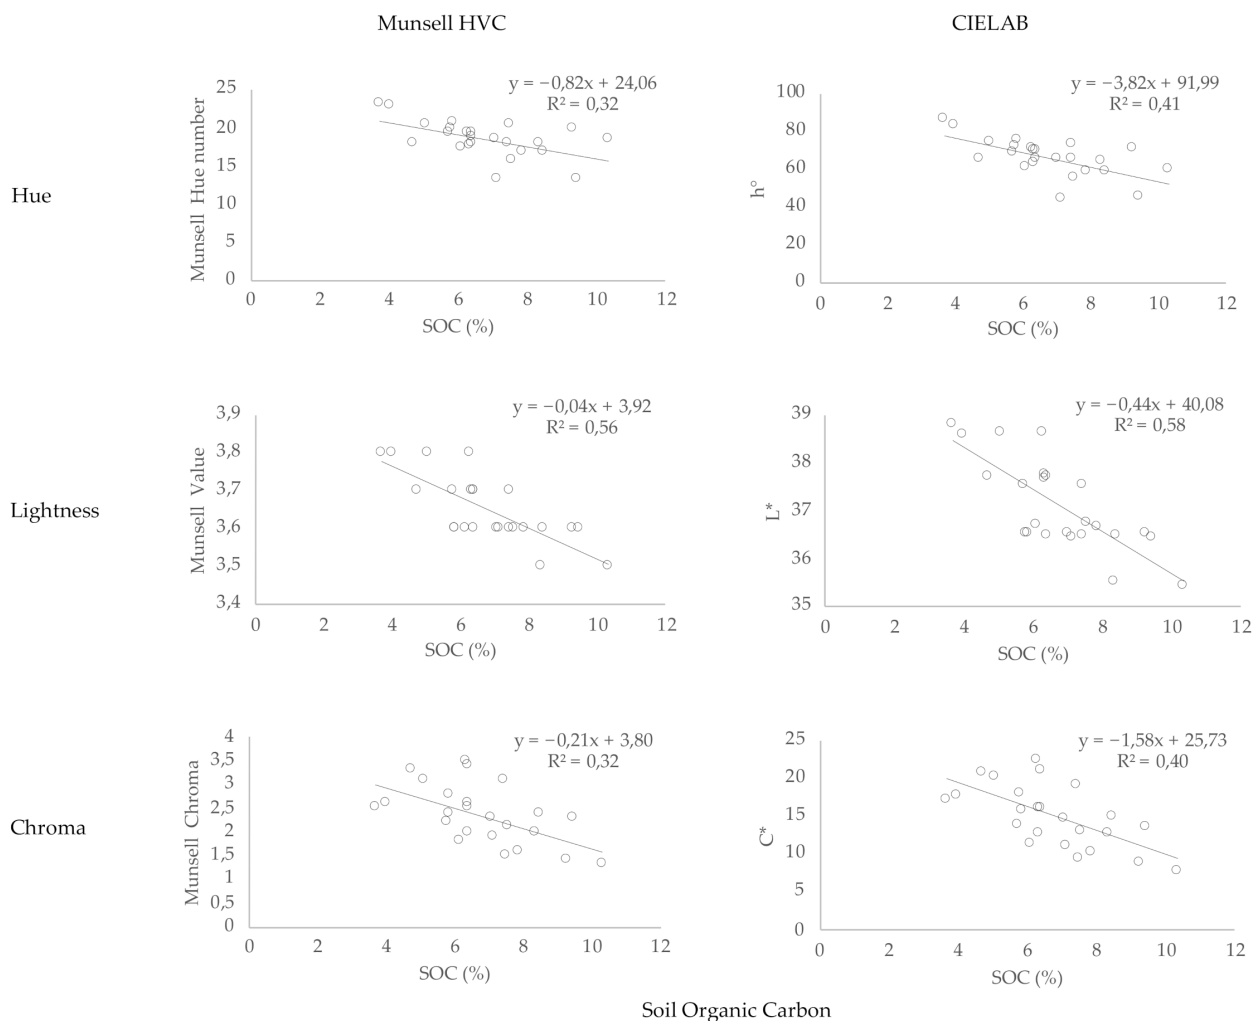 Munsell HVC
CIELAB
Hue
Munsell Hue number
25
20
15
10
5
0
0 2 4 6 8 10 12
SOC (%)
y = −0,82x + 24,06
R² = 0,32
h°
100
80
60
40
20
0
0 2 4 6 8 10 12
SOC (%)
y = −3,82x + 91,99
R² = 0,41
Lightness
Munsell Value
3,9
3,8
3,7
3,6
3,5
3,4
0 2 4 6 8 10 12
SOC (%)
y = −0,04x + 3,92
R² = 0,56
L*
39
38
37
36
35
0 2 4 6 8 10 12
SOC (%)
y = −0,44x + 40,08
R² = 0,58
Chroma
Munsell Chroma
4
3,5
3
2,5
2
1,5
1
0,5
0
0 2 4 6 8 10 12
SOC (%)
y = −0,21x + 3,80
R² = 0,32
C*
25
20
15
10
5
0
0 2 4 6 8 10 12
SOC (%)
y = −1,58x + 25,73
R² = 0,40
Soil Organic Carbon